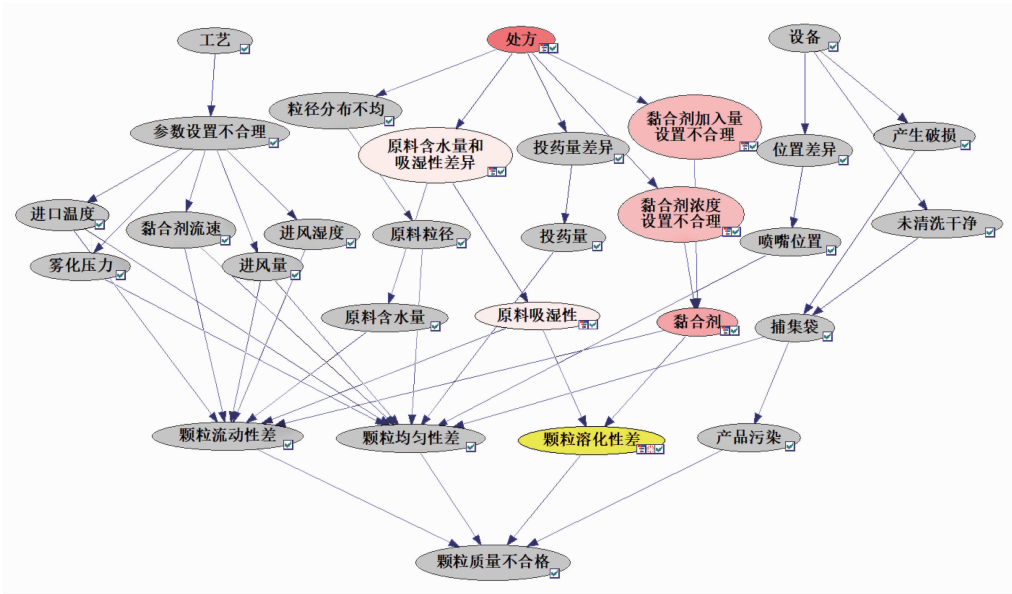 工艺
处方
设备
粒径分布不均
参数设置不合理
原料含水量和
吸湿性差异
投药量差异
黏合剂加入量
设置不合理
位置差异
产生破损
进口温度
黏合剂流速
进风湿度
原料粒径
投药量
黏合剂浓度
设置不合理
喷嘴位置
未清洗干净
雾化压力
进风量
原料含水量
原料吸湿性
黏合剂
捕集袋
颗粒流动性差
颗粒均匀性差
颗粒溶化性差
产品污染
颗粒质量不合格